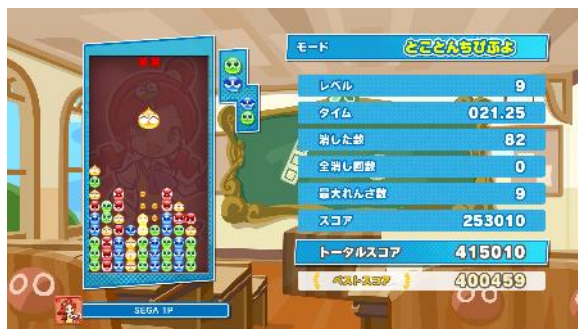 モード とことんちびぷよ
レベル 9
タイム 021.25
消した数 82
全消し回数 0
最大れんさ数 9
スコア 253010
トータルスコア 415010
ベストスコア 400459
SEGA 1P